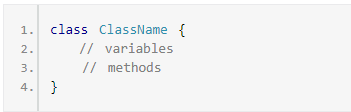 1. class ClassName {
2.     // variables
3.     // methods
4. }